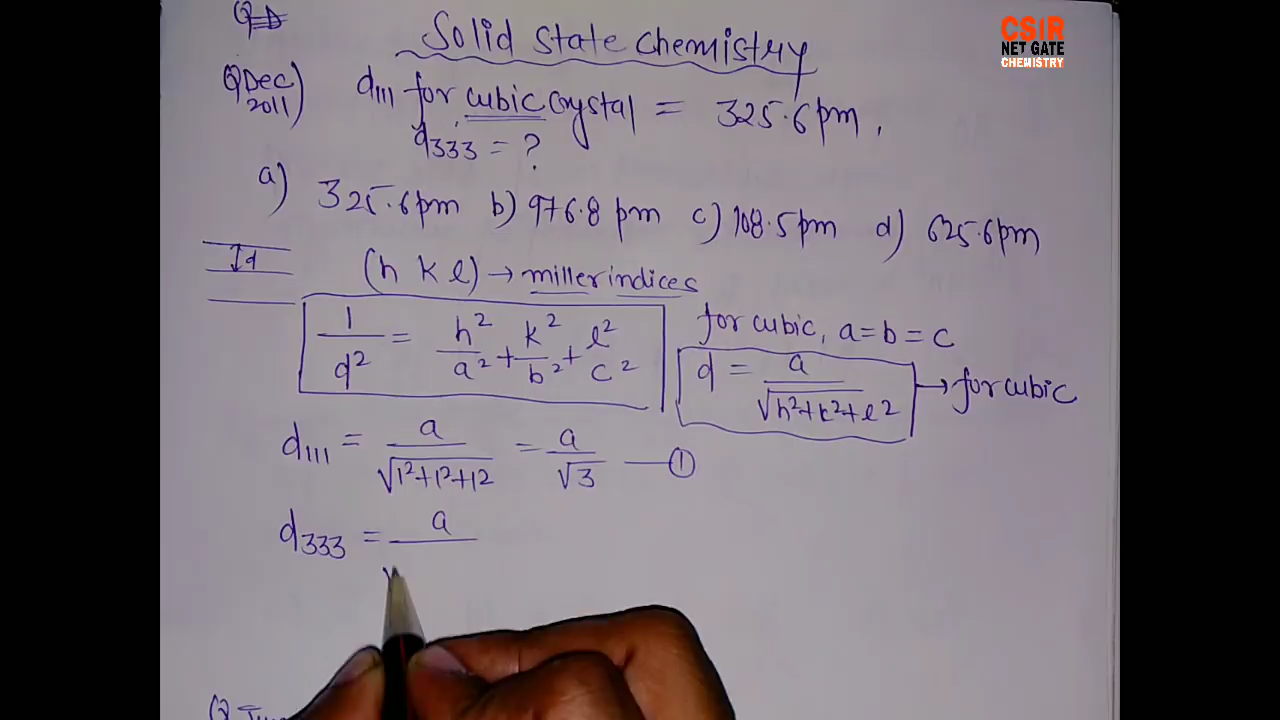 Q D
Solid State Chemistry
CSIR
NET GATE
CHEMISTRY
Q Dec 2011) d111 for cubic crystal = 325.6 pm,
d333 = ?
a) 325.6 pm b) 976.8 pm c) 108.5 pm d) 625.6 pm
↕d (h k l) → miller indices
1/d² = h²/a² + k²/b² + l²/c²
for cubic, a = b = c
d = a/√h²+k²+l² → for cubic
d111 = a/√1²+1²+12 = a/√3 — ①
d333 = a/